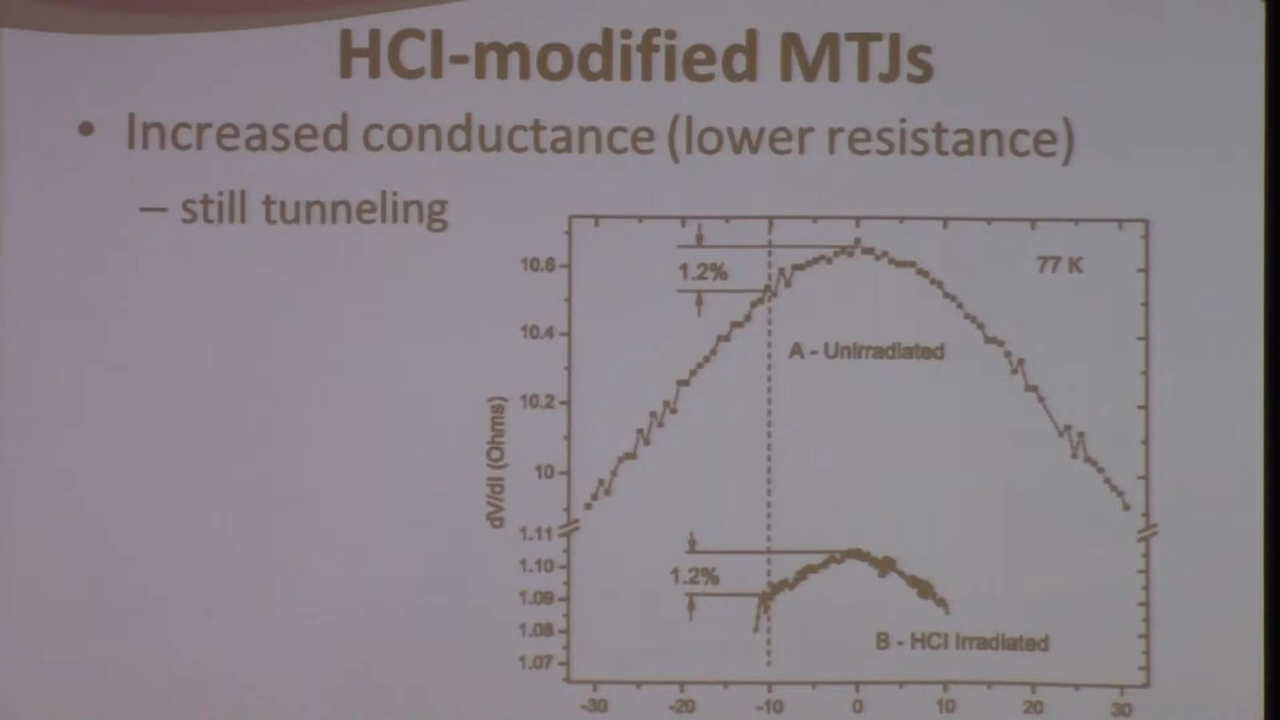 HCI-modified MTJs
• Increased conductance (lower resistance)
– still tunneling
77 K
10.6
1.2%
10.4
A - Unirradiated
10.2
dV/dI (Ohms)
10
1.11
1.10
1.2%
1.09
1.08
B - HCI Irradiated
1.07
-30 -20 -10 0 10 20 30